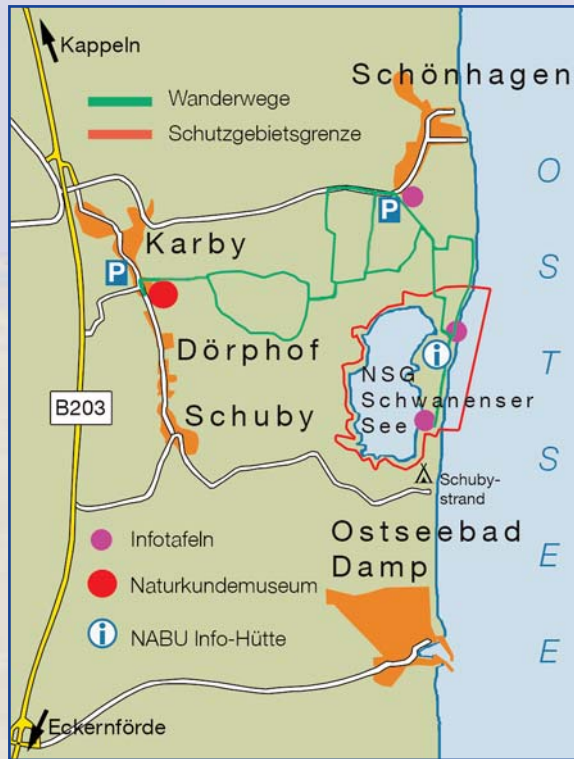 Kappeln
Schönhagen
Wanderwege
Schutzgebietsgrenze
P
Karby
P
Dörphof
NSG
Schwanenser
See
B203
Schuby
Schuby-
strand
Infotafeln
Ostseebad
Damp
Naturkundemuseum
i
NABU Info-Hütte
i
Eckernförde
OSTSEE